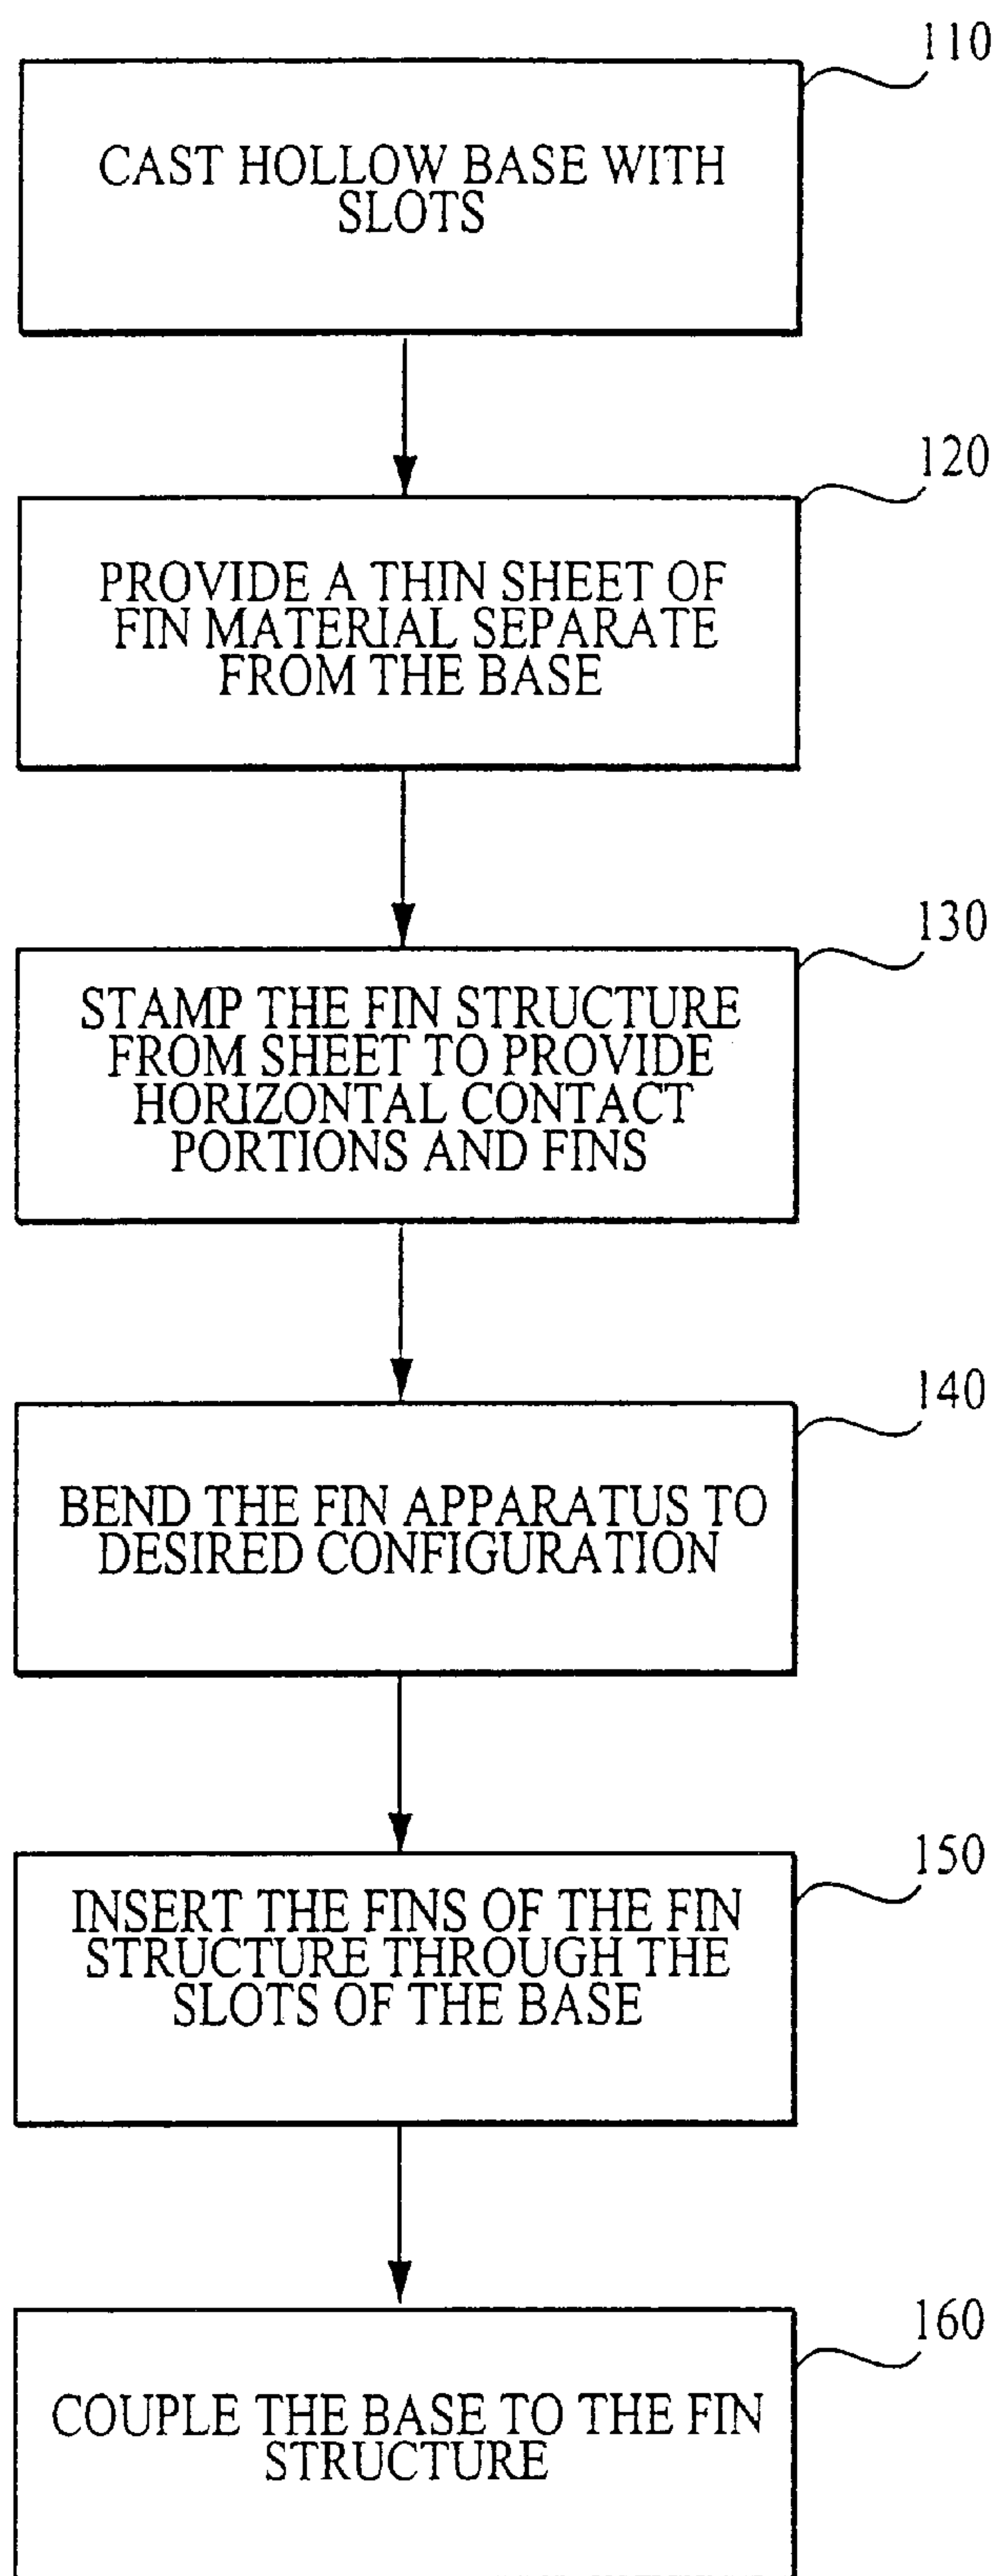 110
CAST HOLLOW BASE WITH
SLOTS
120
PROVIDE A THIN SHEET OF
FIN MATERIAL SEPARATE
FROM THE BASE
130
STAMP THE FIN STRUCTURE
FROM SHEET TO PROVIDE
HORIZONTAL CONTACT
PORTIONS AND FINS
140
BEND THE FIN APPARATUS TO
DESIRED CONFIGURATION
150
INSERT THE FINS OF THE FIN
STRUCTURE THROUGH THE
SLOTS OF THE BASE
160
COUPLE THE BASE TO THE FIN
STRUCTURE